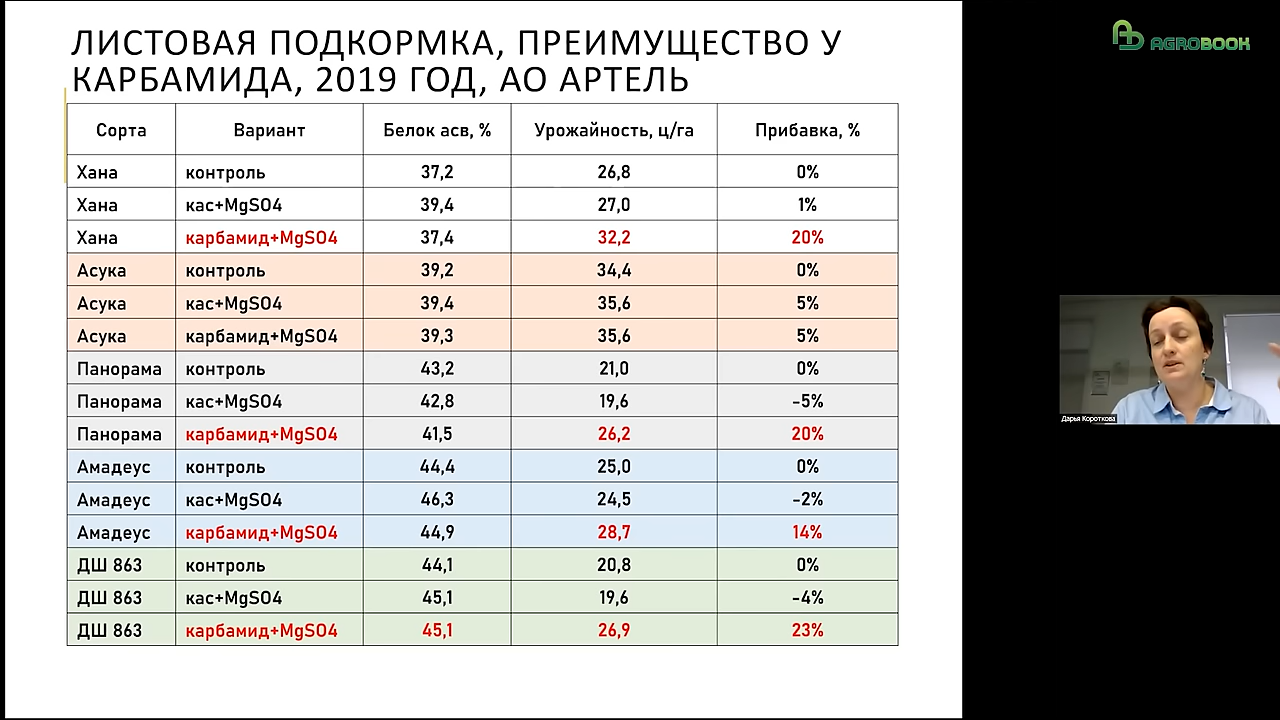 ЛИСТОВАЯ ПОДКОРМКА, ПРЕИМУЩЕСТВО У
КАРБАМИДА, 2019 ГОД, АО АРТЕЛЬ
AGROBOOK
Сорта Вариант Белок асв, % Урожайность, ц/га Прибавка, %
Хана контроль 37,2 26,8 0%
Хана кас+MgSO4 39,4 27,0 1%
Хана карбамид+MgSO4 37,4 32,2 20%
Асука контроль 39,2 34,4 0%
Асука кас+MgSO4 39,4 35,6 5%
Асука карбамид+MgSO4 39,3 35,6 5%
Панорама контроль 43,2 21,0 0%
Панорама кас+MgSO4 42,8 19,6 -5%
Панорама карбамид+MgSO4 41,5 26,2 20%
Амадеус контроль 44,4 25,0 0%
Амадеус кас+MgSO4 46,3 24,5 -2%
Амадеус карбамид+MgSO4 44,9 28,7 14%
ДШ 863 контроль 44,1 20,8 0%
ДШ 863 кас+MgSO4 45,1 19,6 -4%
ДШ 863 карбамид+MgSO4 45,1 26,9 23%
Дарья Короткова